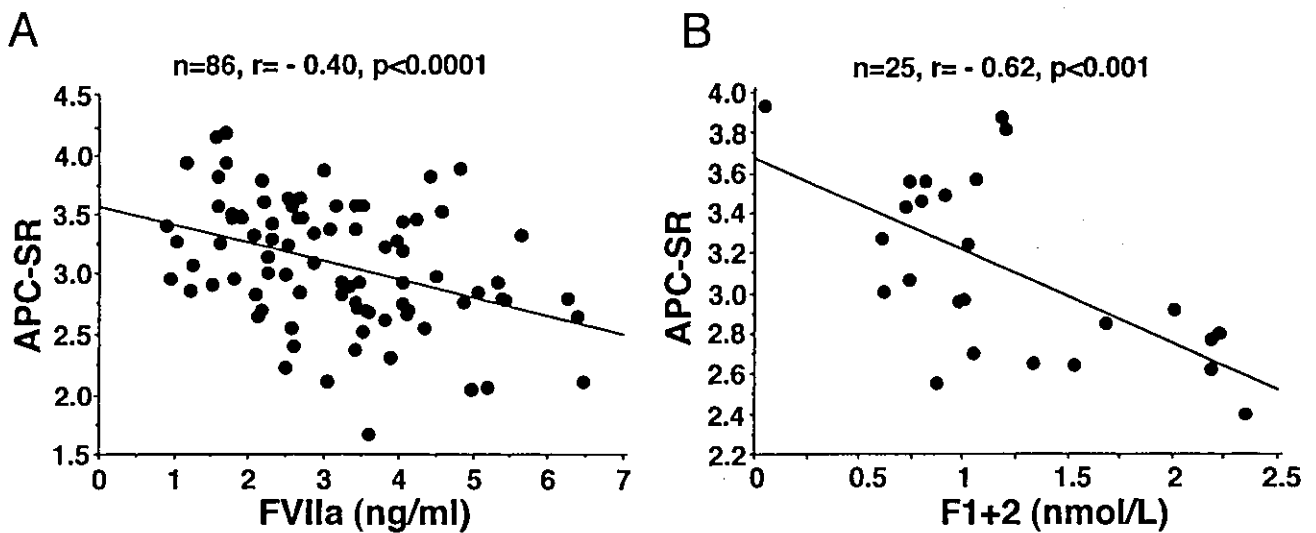 A
n=86, r= - 0.40, p<0.0001
4.5
4.0
3.5
3.0
2.5
2.0
1.5
APC-SR
0 1 2 3 4 5 6 7
FVIIa (ng/ml)
B
n=25, r= - 0.62, p<0.001
4.0
3.8
3.6
3.4
3.2
3.0
2.8
2.6
2.4
2.2
APC-SR
0 0.5 1 1.5 2 2.5
F1+2 (nmol/L)